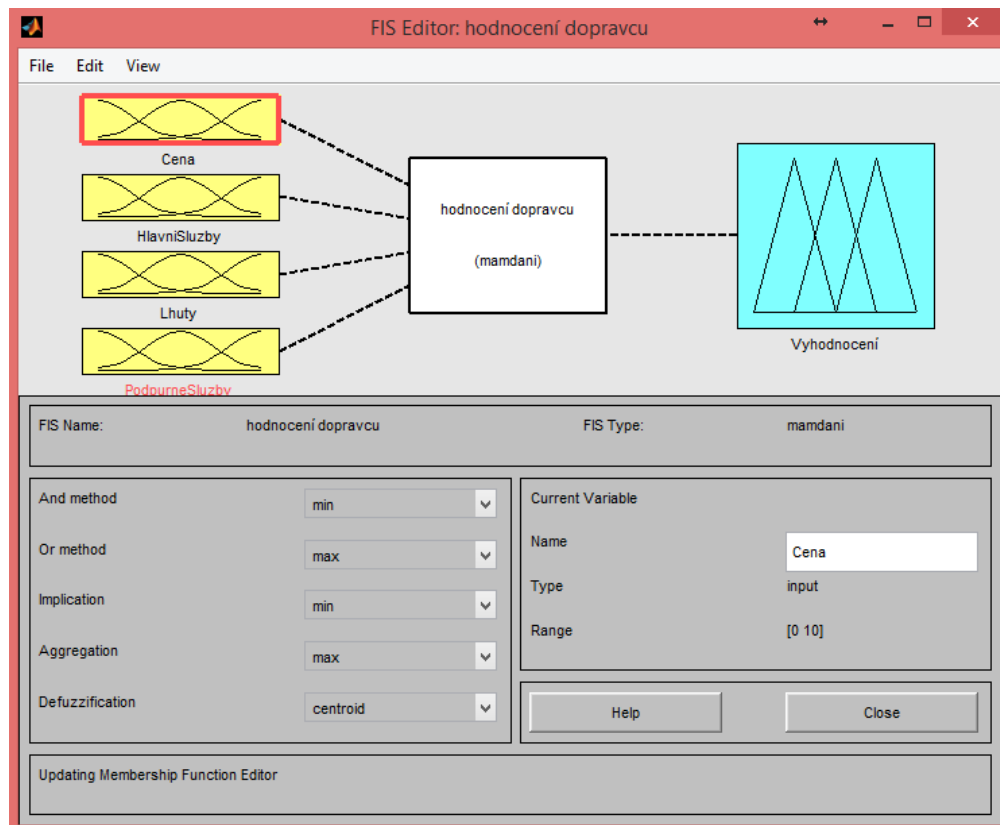 FIS Editor: hodnocení dopravcu
File Edit View
Cena
HlavniSluzby
Lhuty
PodpurneSluzby
hodnocení dopravcu
(mamdani)
Vyhodnocení
FIS Name: hodnocení dopravcu FIS Type: mamdani
And method min
Or method max
Implication min
Aggregation max
Defuzzification centroid
Current Variable
Name Cena
Type input
Range [0 10]
Help Close
Updating Membership Function Editor